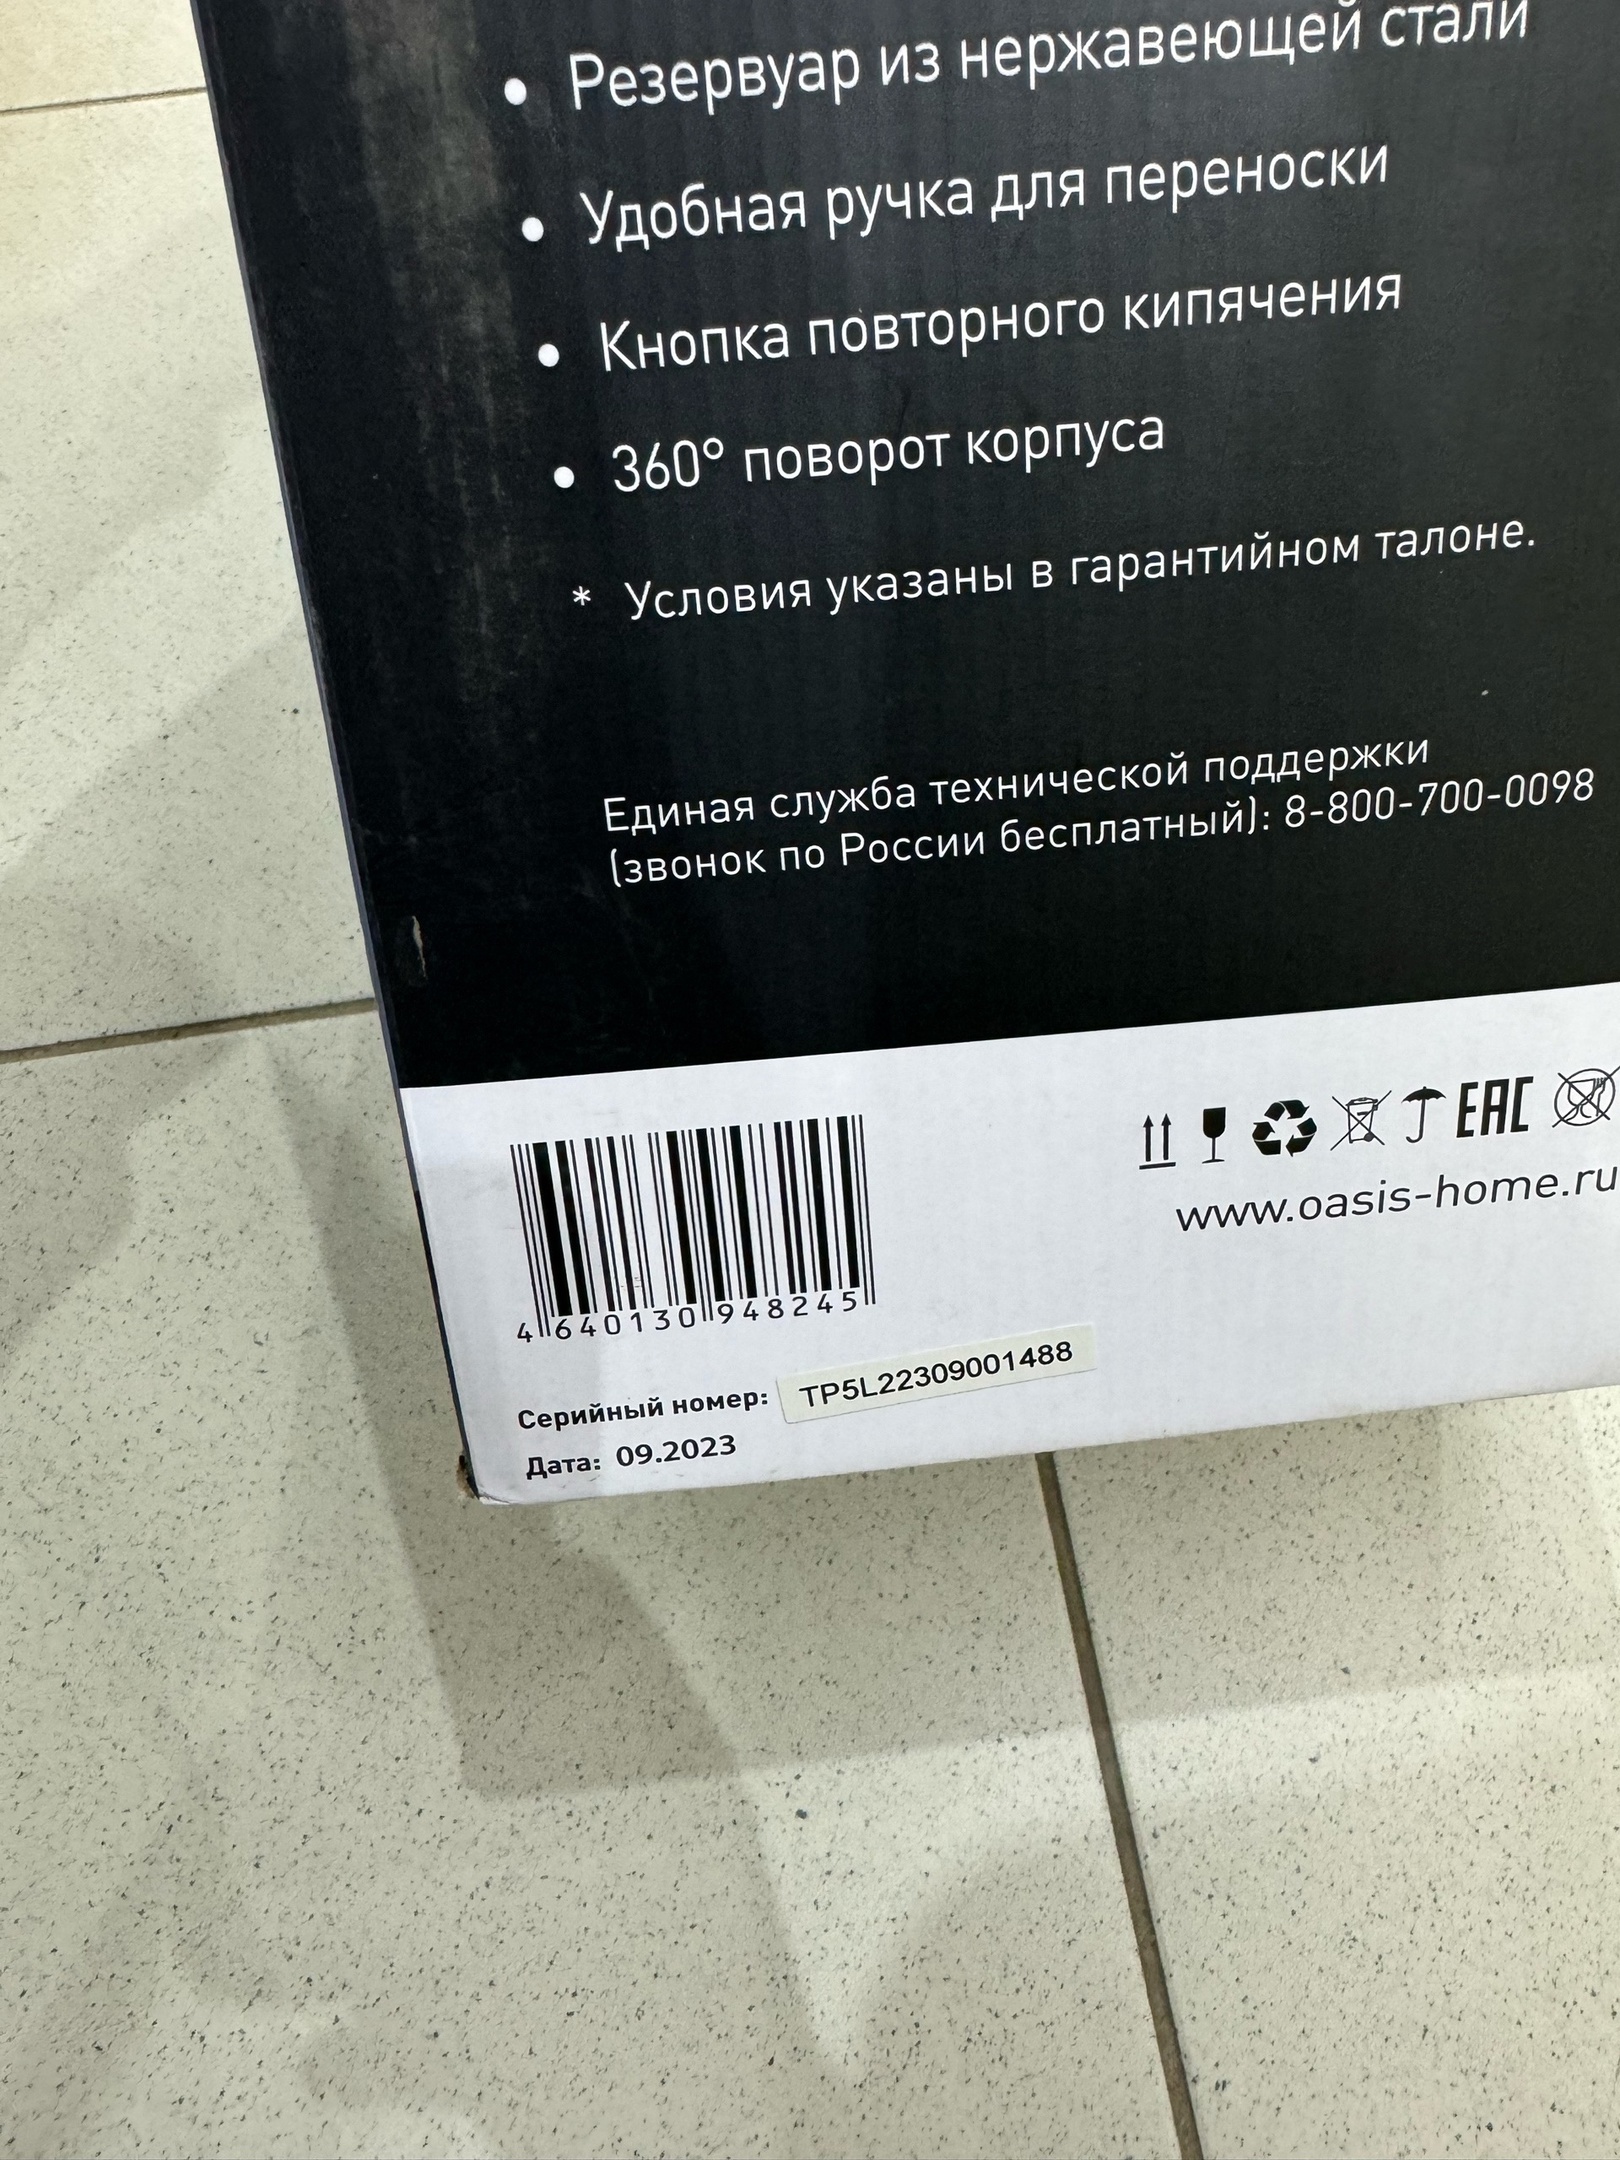 • Резервуар из нержавеющей стали
• Удобная ручка для переноски
• Кнопка повторного кипячения
• 360° поворот корпуса
* Условия указаны в гарантийном талоне.
Единая служба технической поддержки
(звонок по России бесплатный): 8-800-700-0098
EAC
www.oasis-home.ru
4 640130 948245
Серийный номер: TP5L22309001488
Дата: 09.2023